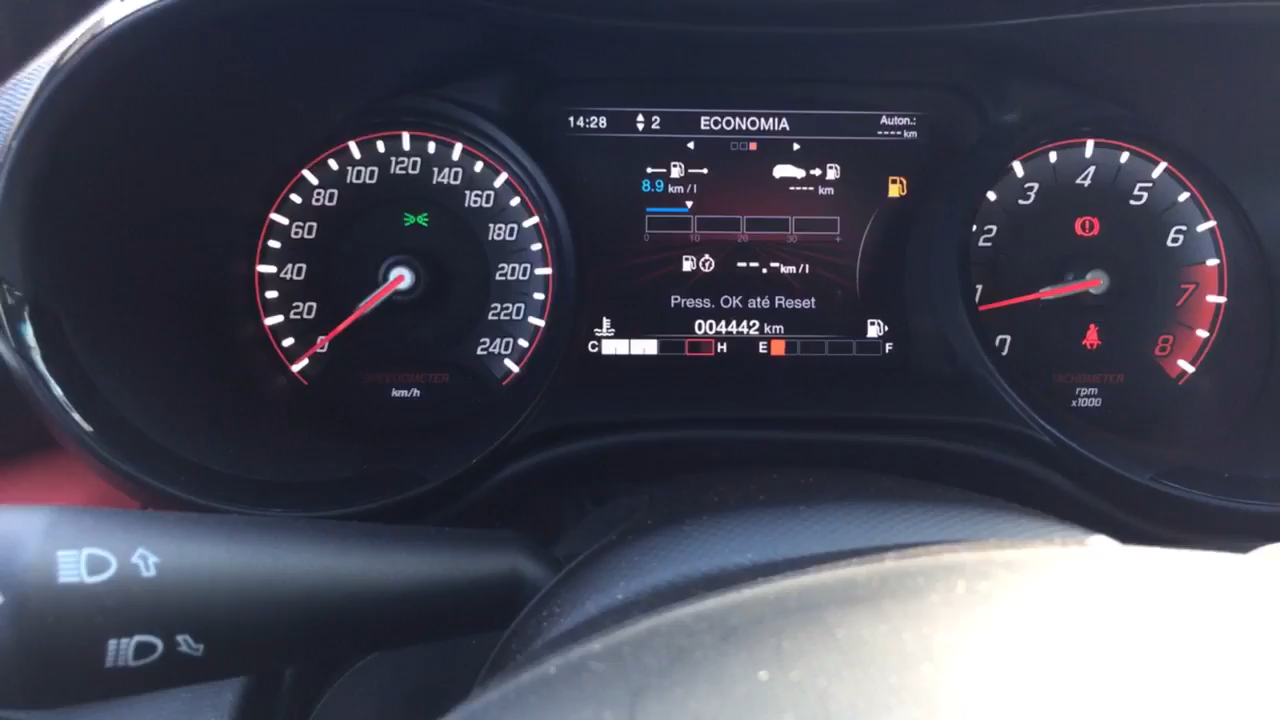 14:28 2 ECONOMIA Auton.:
---- km
8.9 km / l ---- km
0 10 20 30 +
--.- km / l
Press. OK até Reset
004442 km
C H E F
0 20 40 60 80 100 120 140 160 180 200 220 240
SPEEDOMETER
km/h
1 2 3 4 5 6 7 8
TACHOMETER
rpm
x1000